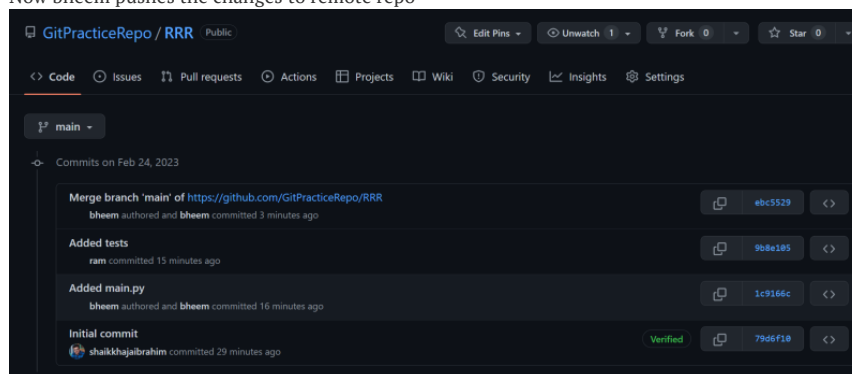 Now bheem pushes the changes to remote repo
GitPracticeRepo / RRR Public
Edit Pins Unwatch 1 Fork 0 Star 0
<> Code Issues Pull requests Actions Projects Wiki Security Insights Settings
main
Commits on Feb 24, 2023
Merge branch 'main' of https://github.com/GitPracticeRepo/RRR
bheem authored and bheem committed 3 minutes ago
ebc5529 <>
Added tests
ram committed 15 minutes ago
9b8e105 <>
Added main.py
bheem authored and bheem committed 16 minutes ago
1c9166c <>
Initial commit
shaikkhajaibrahim committed 29 minutes ago
Verified 79d6f10 <>